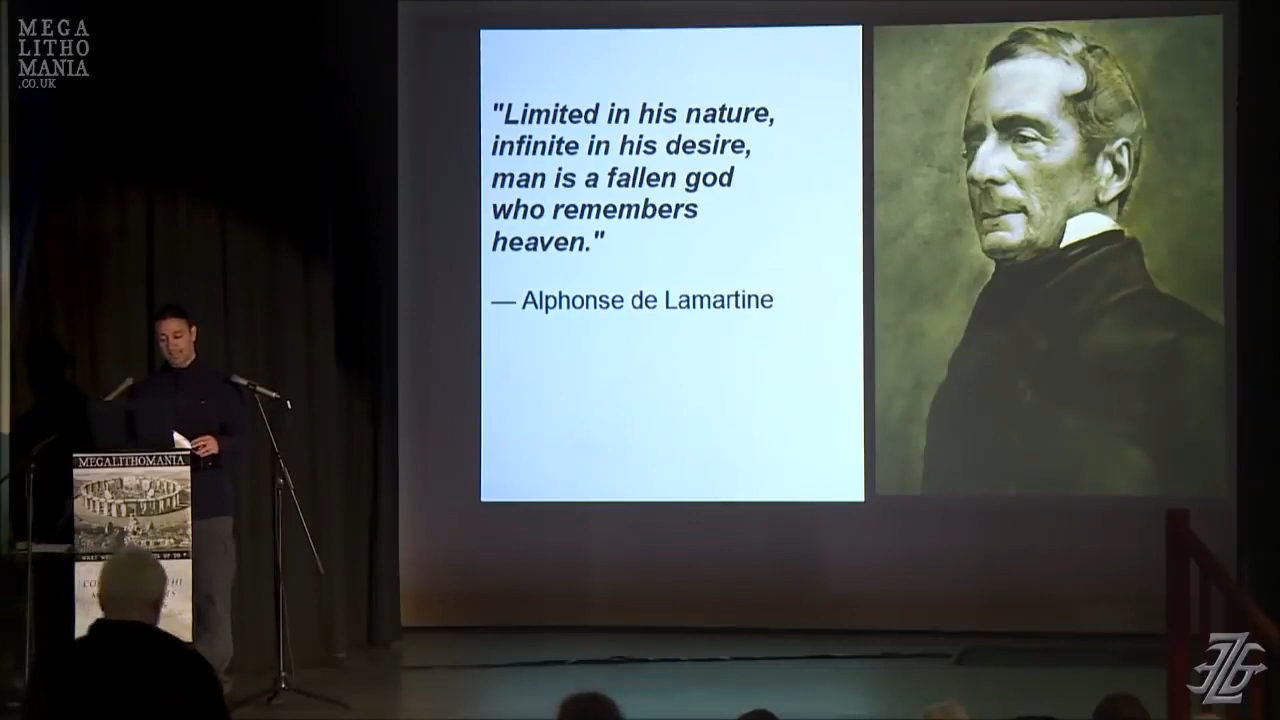 MEGA
LITHO
MANIA
.CO.UK
"Limited in his nature,
infinite in his desire,
man is a fallen god
who remembers
heaven."
— Alphonse de Lamartine
MEGALITHOMANIA